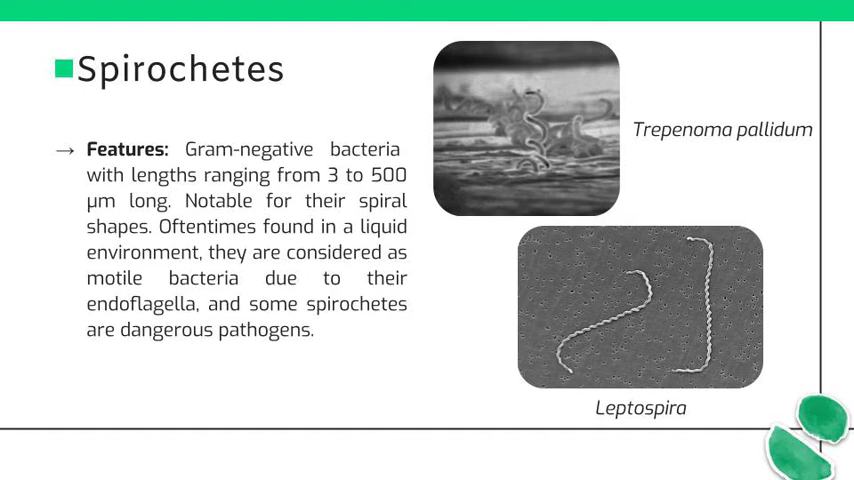 Spirochetes
→ Features: Gram-negative bacteria
with lengths ranging from 3 to 500
µm long. Notable for their spiral
shapes. Oftentimes found in a liquid
environment, they are considered as
motile bacteria due to their
endoflagella, and some spirochetes
are dangerous pathogens.
Trepenoma pallidum
Leptospira